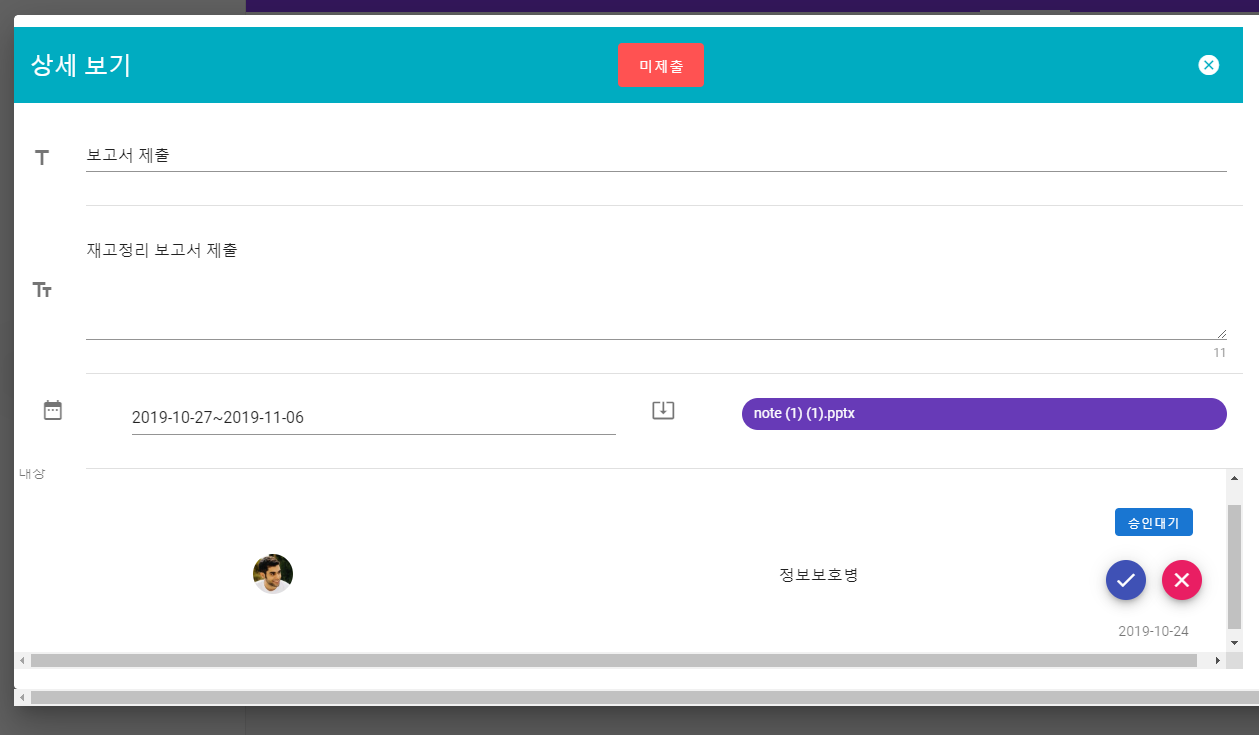 상세 보기
미제출
보고서 제출
재고정리 보고서 제출
11
2019-10-27~2019-11-06
note (1) (1).pptx
대상
승인대기
정보보호병
2019-10-24